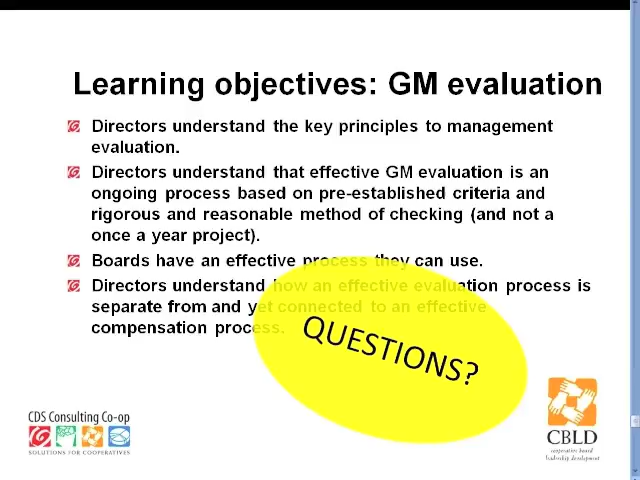 Learning objectives: GM evaluation
Directors understand the key principles to management
evaluation.
Directors understand that effective GM evaluation is an
ongoing process based on pre-established criteria and
rigorous and reasonable method of checking (and not a
once a year project).
Boards have an effective process they can use.
Directors understand how an effective evaluation process is
separate from and yet connected to an effective
compensation process.
QUESTIONS?
CDS Consulting Co-op
SOLUTIONS FOR COOPERATIVES
CBLD
cooperative board
leadership development